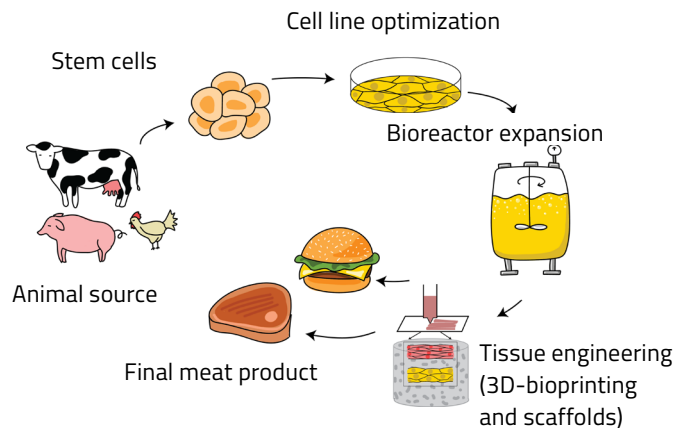 Cell line optimization
Stem cells
Bioreactor expansion
Animal source
Tissue engineering
(3D-bioprinting
and scaffolds)
Final meat product